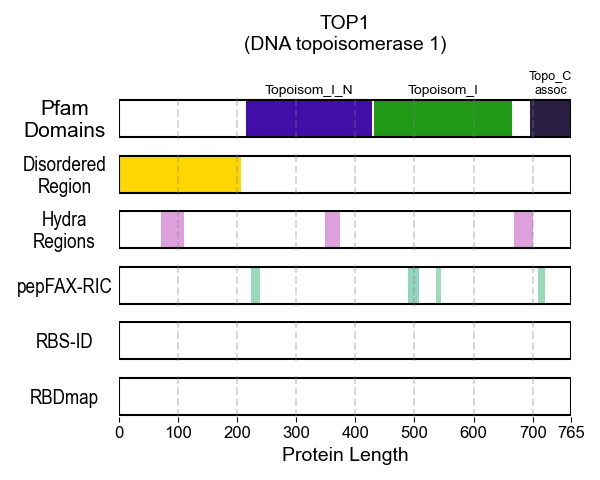 TOP1
(DNA topoisomerase 1)
Topoisom_I_N
Topoisom_I
Topo_C
assoc
Pfam
Domains
Disordered
Region
Hydra
Regions
pepFAX-RIC
RBS-ID
RBDmap
0 100 200 300 400 500 600 700 765
Protein Length